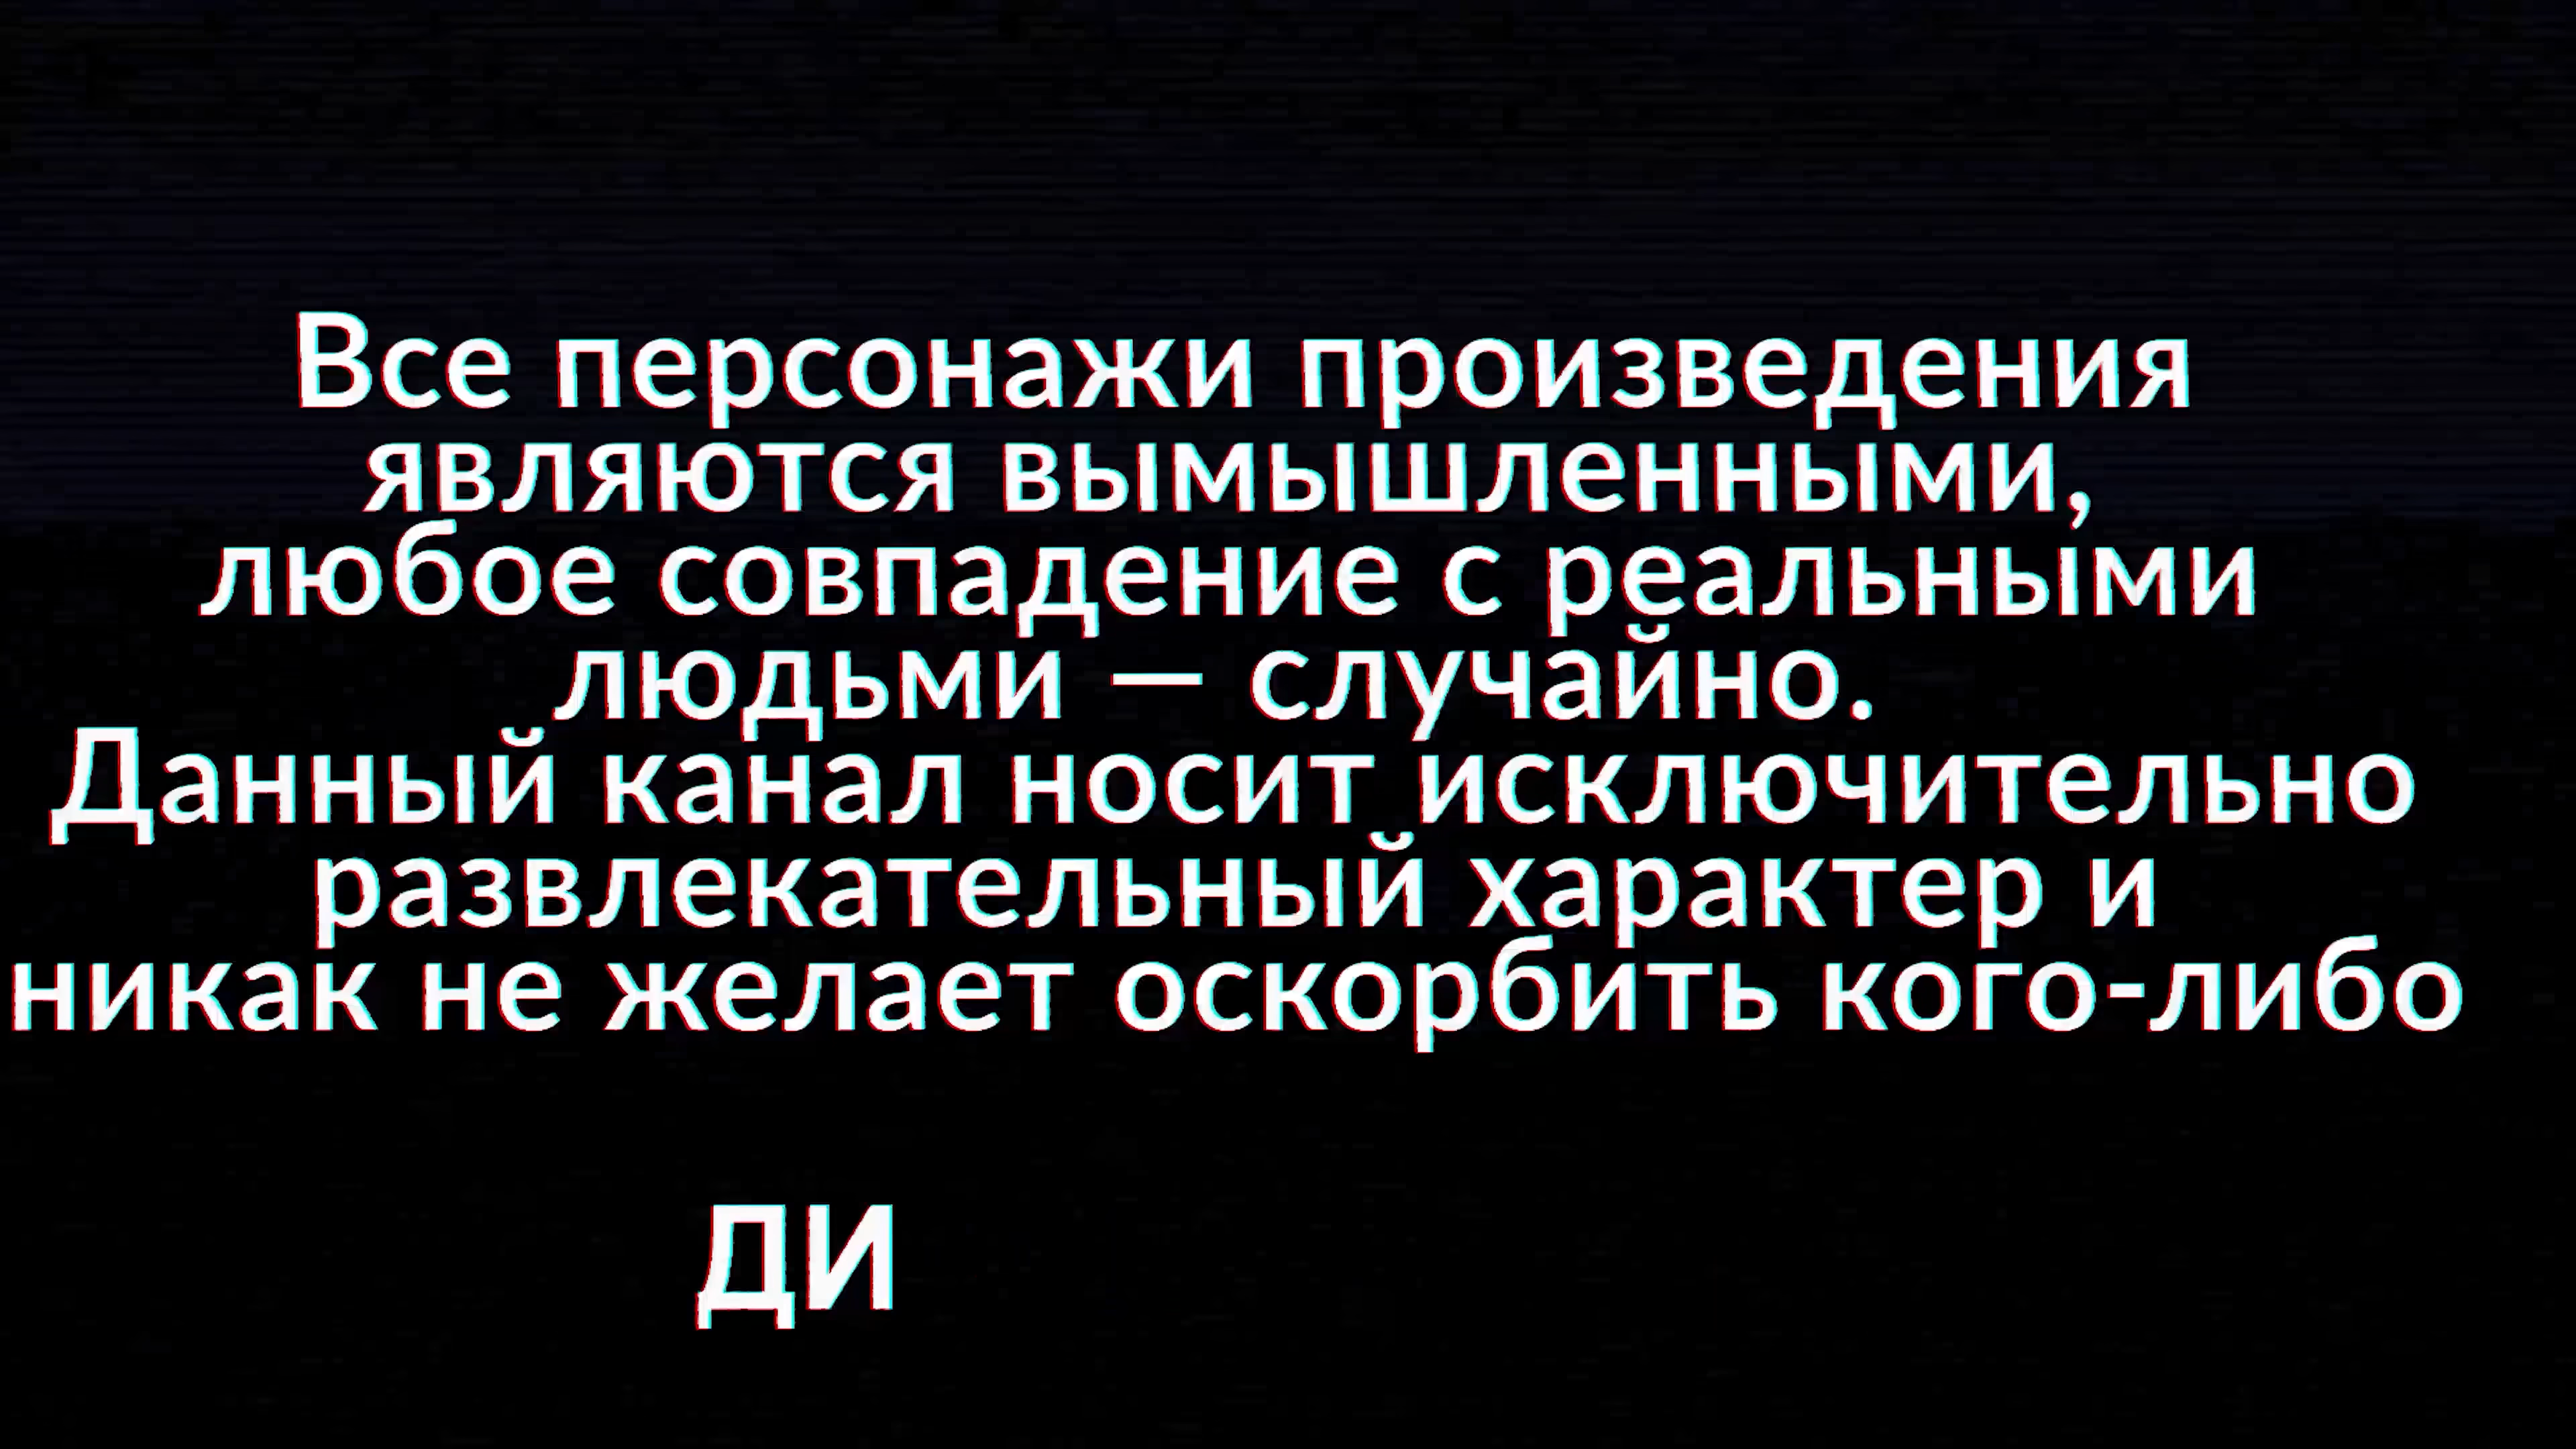 Все персонажи произведения
являются вымышленными,
любое совпадение с реальными
людьми — случайно.
Данный канал носит исключительно
развлекательный характер и
никак не желает оскорбить кого-либо
ДИ